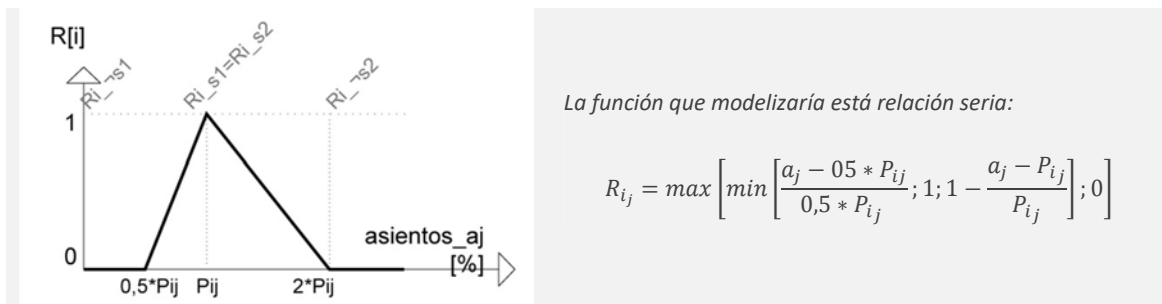 R[i]
Ri_¬s1
Ri_s1=Ri_s2
Ri_¬s2
1
0
asientos_aj
[%]
0,5*Pij Pij 2*Pij
La función que modelizaría está relación seria:
R_{i_j} = max [min [\frac{a_j − 05 * P_{i_j}}{0,5 * P_{i_j}} ; 1; 1 − \frac{a_j − P_{i_j}}{P_{i_j}}] ; 0]